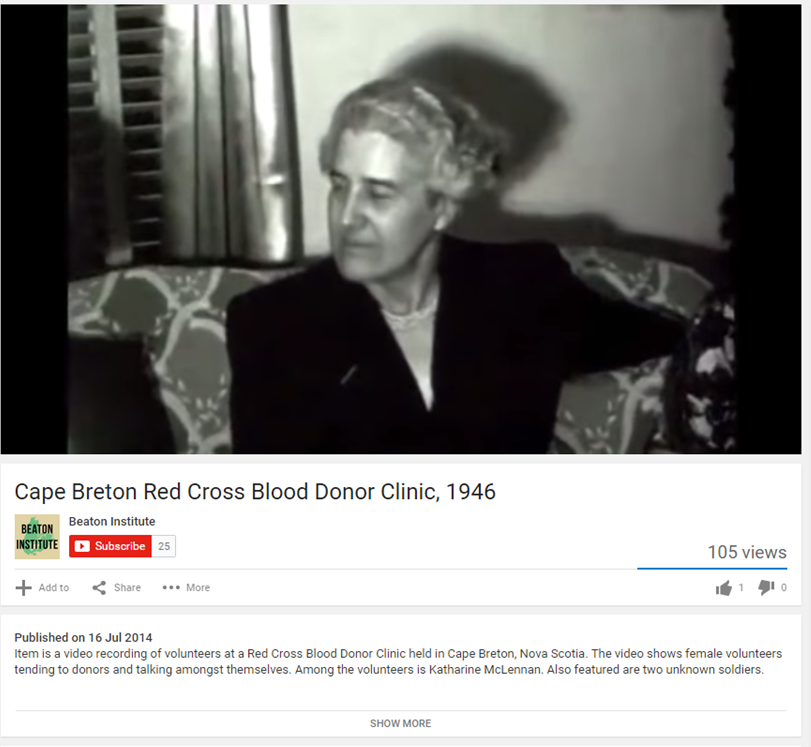 Cape Breton Red Cross Blood Donor Clinic, 1946
BEATON
INSTITUTE
Beaton Institute
Subscribe 25
105 views
Add to Share More 1 0
Published on 16 Jul 2014
Item is a video recording of volunteers at a Red Cross Blood Donor Clinic held in Cape Breton, Nova Scotia. The video shows female volunteers
tending to donors and talking amongst themselves. Among the volunteers is Katharine McLennan. Also featured are two unknown soldiers.
SHOW MORE